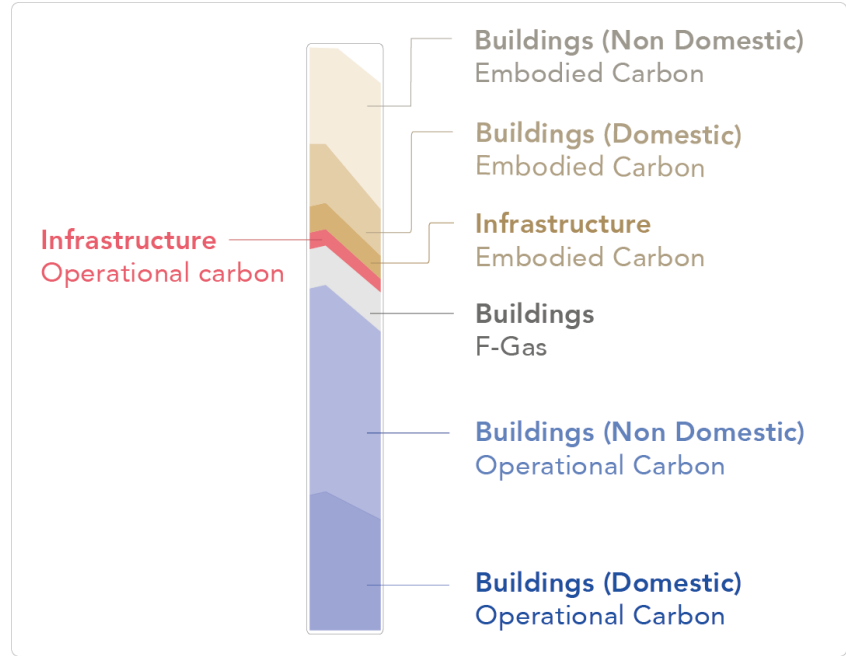 Buildings (Non Domestic)
Embodied Carbon
Buildings (Domestic)
Embodied Carbon
Infrastructure
Operational carbon
Infrastructure
Embodied Carbon
Buildings
F-Gas
Buildings (Non Domestic)
Operational Carbon
Buildings (Domestic)
Operational Carbon